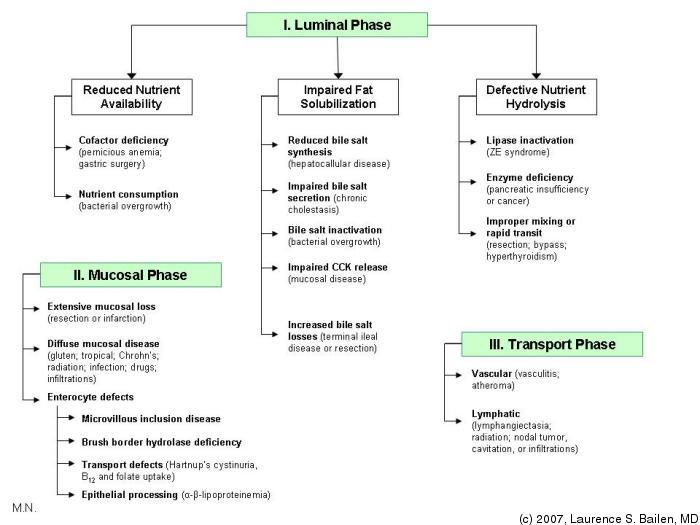 I. Luminal Phase
Reduced Nutrient
Availability
Cofactor deficiency
(pernicious anemia;
gastric surgery)
Nutrient consumption
(bacterial overgrowth)
Impaired Fat
Solubilization
Reduced bile salt
synthesis
(hepatocallular disease)
Impaired bile salt
secretion (chronic
cholestasis)
Bile salt inactivation
(bacterial overgrowth)
Impaired CCK release
(mucosal disease)
Increased bile salt
losses (terminal ileal
disease or resection)
Defective Nutrient
Hydrolysis
Lipase inactivation
(ZE syndrome)
Enzyme deficiency
(pancreatic insufficiency
or cancer)
Improper mixing or
rapid transit
(resection; bypass;
hyperthyroidism)
II. Mucosal Phase
Extensive mucosal loss
(resection or infarction)
Diffuse mucosal disease
(gluten; tropical; Chrohn's;
radiation; infection; drugs;
infiltrations)
Enterocyte defects
Microvillous inclusion disease
Brush border hydrolase deficiency
Transport defects (Hartnup's cystinuria,
B12 and folate uptake)
Epithelial processing (α-β-lipoproteinemia)
III. Transport Phase
Vascular (vasculitis;
atheroma)
Lymphatic
(lymphangiectasia;
radiation; nodal tumor,
cavitation, or infiltrations)
M.N.
(c) 2007, Laurence S. Bailen, MD